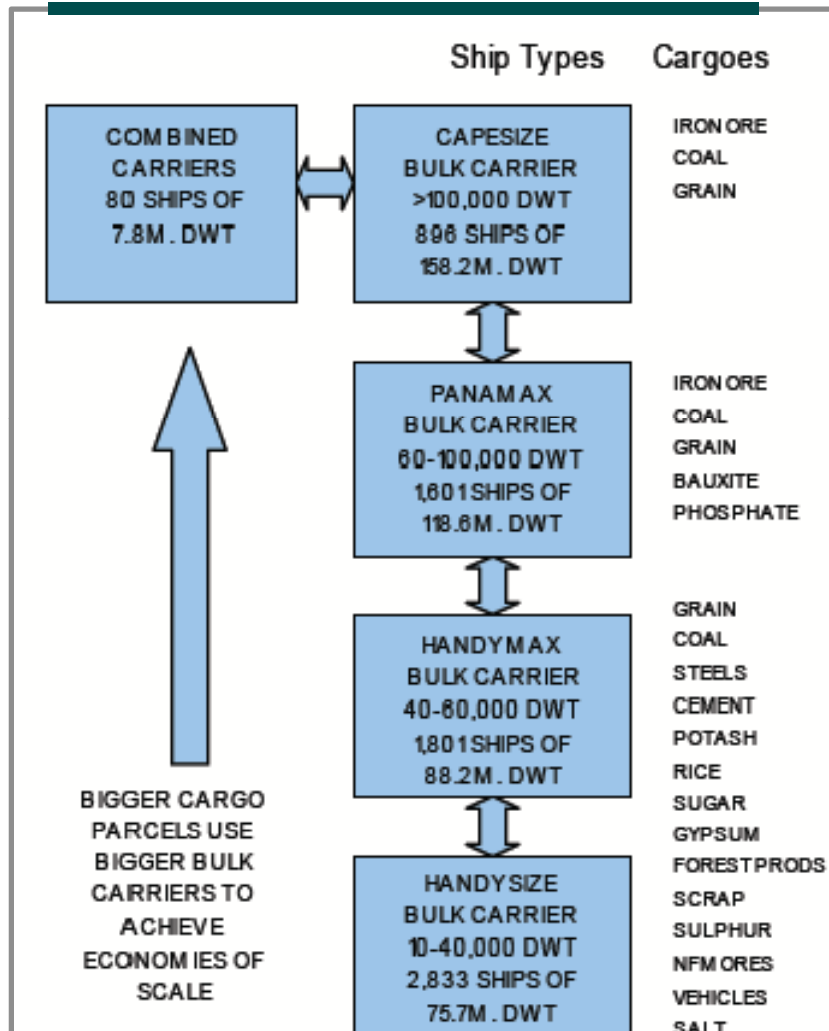 Ship Types Cargoes
COMBINED
CARRIERS
80 SHIPS OF
7.8M. DWT
CAPESIZE
BULK CARRIER
>100,000 DWT
896 SHIPS OF
158.2M. DWT
IRON ORE
COAL
GRAIN
PANAMAX
BULK CARRIER
60-100,000 DWT
1,601 SHIPS OF
118.6M. DWT
IRON ORE
COAL
GRAIN
BAUXITE
PHOSPHATE
HANDYMAX
BULK CARRIER
40-60,000 DWT
1,801 SHIPS OF
88.2M. DWT
GRAIN
COAL
STEELS
CEMENT
POTASH
RICE
SUGAR
GYPSUM
FOREST PRODS
SCRAP
SULPHUR
NFM ORES
VEHICLES
SALT
BIGGER CARGO
PARCELS USE
BIGGER BULK
CARRIERS TO
ACHIEVE
ECONOMIES OF
SCALE
HANDYSIZE
BULK CARRIER
10-40,000 DWT
2,833 SHIPS OF
75.7M. DWT